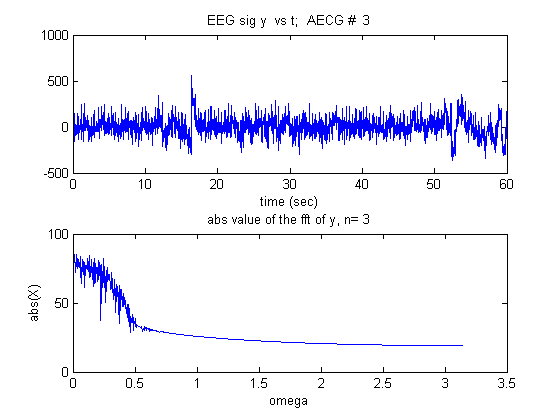 EEG sig y vs t; AECG # 3
1000
500
0
-500
0 10 20 30 40 50 60
time (sec)
abs value of the fft of y, n= 3
100
50
0
abs(X)
0 0.5 1 1.5 2 2.5 3 3.5
omega